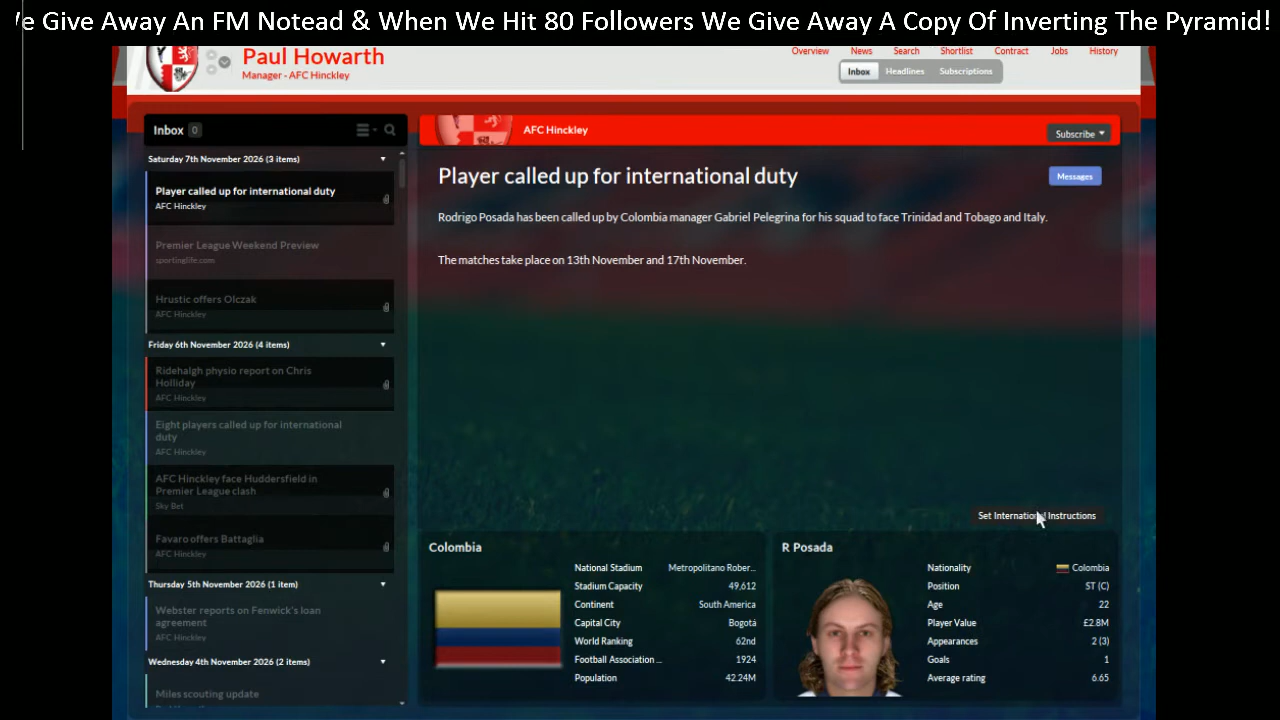 e Give Away An FM Notead & When We Hit 80 Followers We Give Away A Copy Of Inverting The Pyramid!
Paul Howarth
Manager - AFC Hinckley
Overview News Search Shortlist Contract Jobs History
Inbox Headlines Subscriptions
Inbox 0
Saturday 7th November 2026 (3 items)
Player called up for international duty
AFC Hinckley
Premier League Weekend Preview
sportinglife.com
Hrustic offers Olczak
AFC Hinckley
Friday 6th November 2026 (4 items)
Ridehalgh physio report on Chris
Holliday
AFC Hinckley
Eight players called up for international
duty
AFC Hinckley
AFC Hinckley face Huddersfield in
Premier League clash
Sky Bet
Favaro offers Battaglia
AFC Hinckley
Thursday 5th November 2026 (1 item)
Webster reports on Fenwick's loan
agreement
AFC Hinckley
Wednesday 4th November 2026 (2 items)
Miles scouting update
AFC Hinckley
Subscribe
Player called up for international duty
Messages
Rodrigo Posada has been called up by Colombia manager Gabriel Pelegrina for his squad to face Trinidad and Tobago and Italy.
The matches take place on 13th November and 17th November.
Set International Instructions
Colombia
National Stadium Metropolitano Rober...
Stadium Capacity 49,612
Continent South America
Capital City Bogotá
World Ranking 62nd
Football Association ... 1924
Population 42.24M
R Posada
Nationality Colombia
Position ST (C)
Age 22
Player Value £2.8M
Appearances 2 (3)
Goals 1
Average rating 6.65